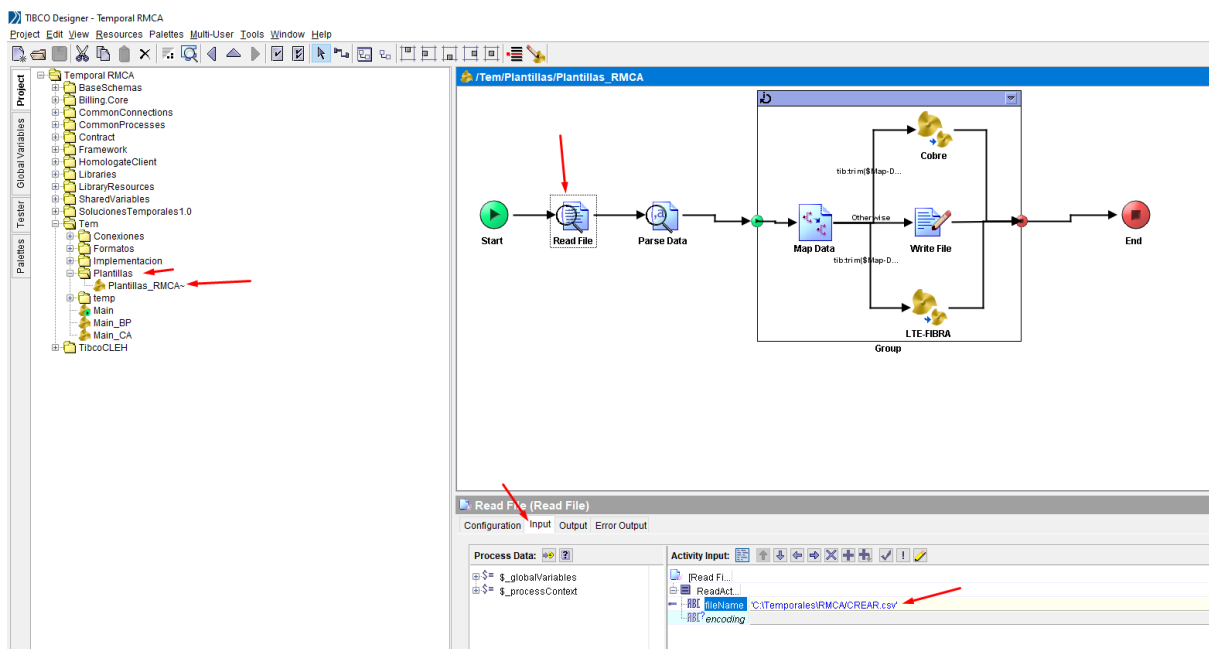 TIBCO Designer - Temporal RMCA
Project Edit View Resources Palettes Multi-User Tools Window Help
Project
Global Variables
Tester
Palettes
Temporal RMCA
BaseSchemas
Billing.Core
CommonConnections
CommonProcesses
Contract
Framework
HomologateClient
Libraries
LibraryResources
SharedVariables
SolucionesTemporales1.0
Tem
Conexiones
Formatos
Implementacion
Plantillas
Plantillas_RMCA~
temp
Main
Main_BP
Main_CA
TibcoCLEH
/Tem/Plantillas/Plantillas_RMCA
Cobre
tib:trim($Map-D...
Start
Read File
Parse Data
Map Data
Otherwise
Write File
End
tib:trim($Map-D...
LTE-FIBRA
Group
Read File (Read File)
Configuration Input Output Error Output
Process Data:
$= $_globalVariables
$= $_processContext
Activity Input:
[Read Fi...
ReadAct...
ABC fileName 'C:\Temporales\RMCA/CREAR.csv'
ABC? encoding